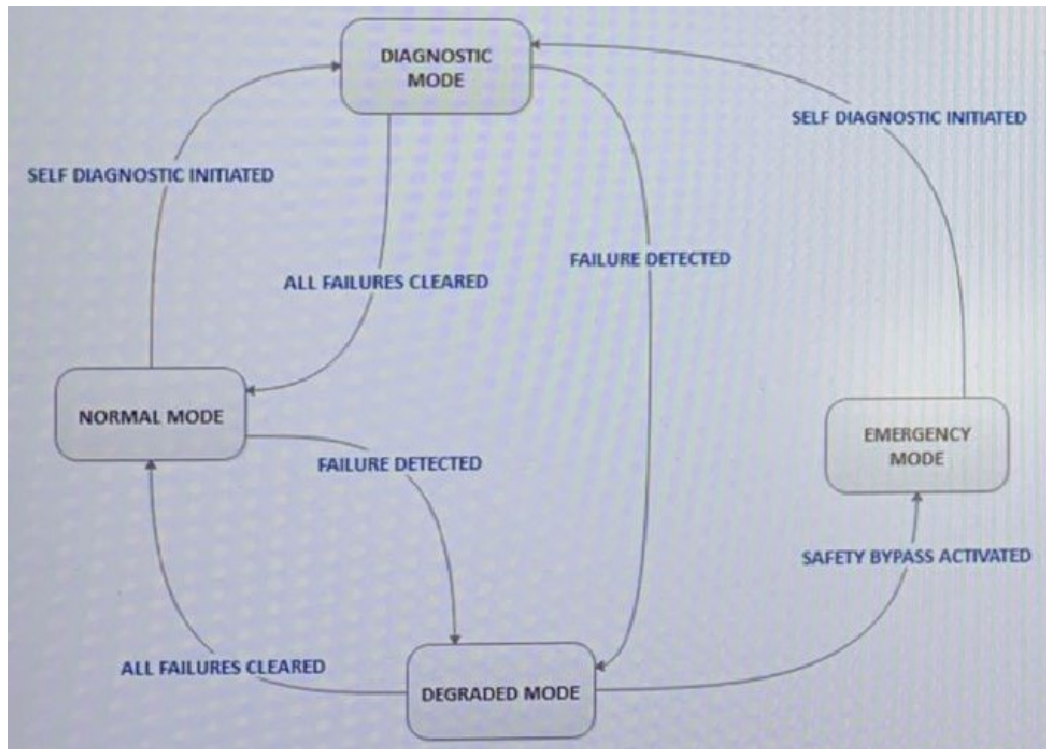 DIAGNOSTIC
MODE
SELF DIAGNOSTIC INITIATED
SELF DIAGNOSTIC INITIATED
FAILURE DETECTED
ALL FAILURES CLEARED
NORMAL MODE
EMERGENCY
MODE
FAILURE DETECTED
SAFETY BYPASS ACTIVATED
ALL FAILURES CLEARED
DEGRADED MODE